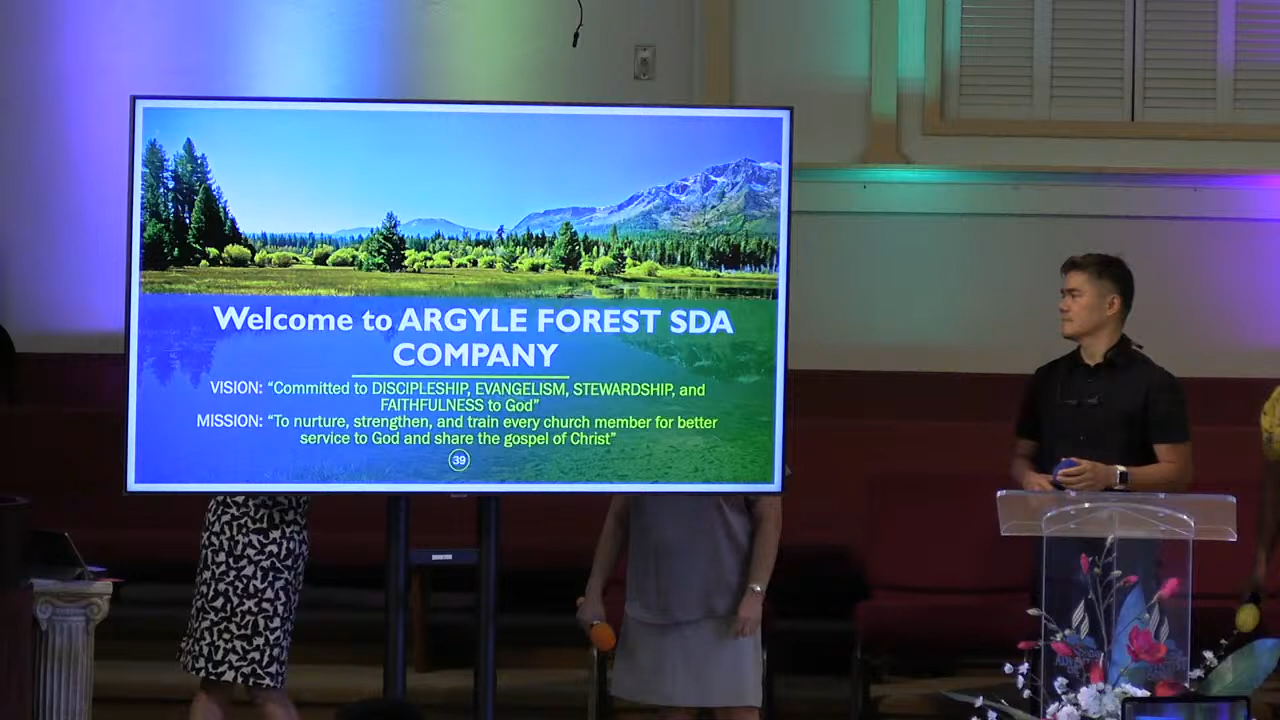 Welcome to ARGYLE FOREST SDA
COMPANY
VISION: “Committed to DISCIPLESHIP, EVANGELISM, STEWARDSHIP, and
FAITHFULNESS to God”
MISSION: “To nurture, strengthen, and train every church member for better
service to God and share the gospel of Christ”
39